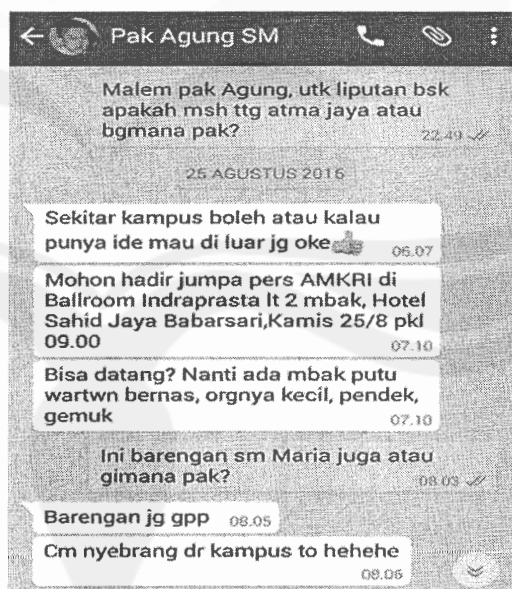 Pak Agung SM
Malem pak Agung, utk liputan bsk
apakah msh ttg atma jaya atau
bgmana pak?
22.49
25 AGUSTUS 2016
Sekitar kampus boleh atau kalau
punya ide mau di luar jg oke👍
06.07
Mohon hadir jumpa pers AMKRI di
Ballroom Indraprasta lt 2 mbak, Hotel
Sahid Jaya Babarsari,Kamis 25/8 pkl
09.00
07.10
Bisa datang? Nanti ada mbak putu
wartwn bernas, orgnya kecil, pendek,
gemuk
07.10
Ini barengan sm Maria juga atau
gimana pak?
08.03
Barengan jg gpp 08.05
Cm nyebrang dr kampus to hehehe
08.06